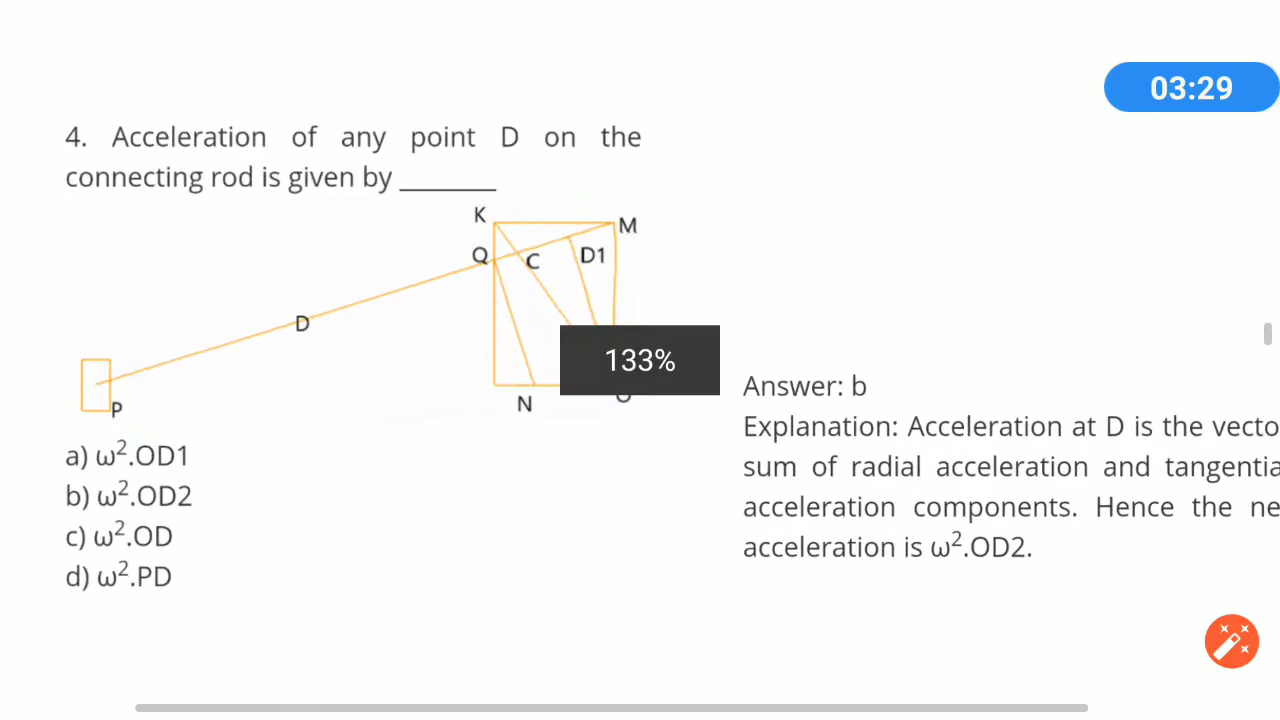 03:29
4. Acceleration of any point D on the
connecting rod is given by ________
K
M
Q
C
D1
D
133%
P
N
a) ω².OD1
b) ω².OD2
c) ω².OD
d) ω².PD
Answer: b
Explanation: Acceleration at D is the vecto
sum of radial acceleration and tangentia
acceleration components. Hence the ne
acceleration is ω².OD2.